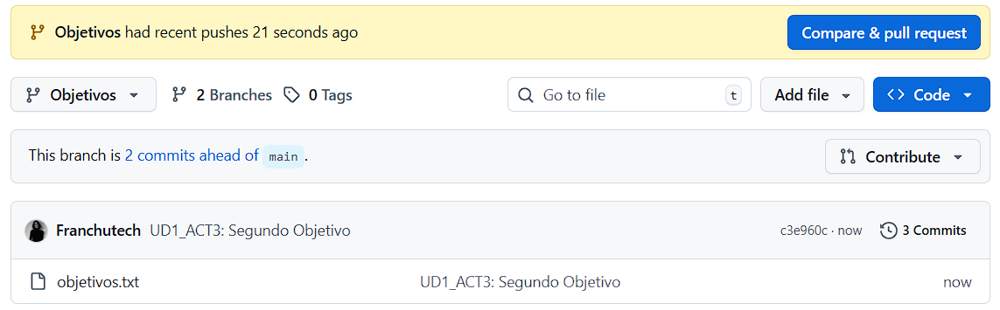 Objetivos had recent pushes 21 seconds ago
Compare & pull request
Objetivos
2 Branches
0 Tags
Go to file
t
Add file
Code
This branch is 2 commits ahead of main.
Contribute
Franchutech UD1_ACT3: Segundo Objetivo
c3e960c · now
3 Commits
objetivos.txt
UD1_ACT3: Segundo Objetivo
now